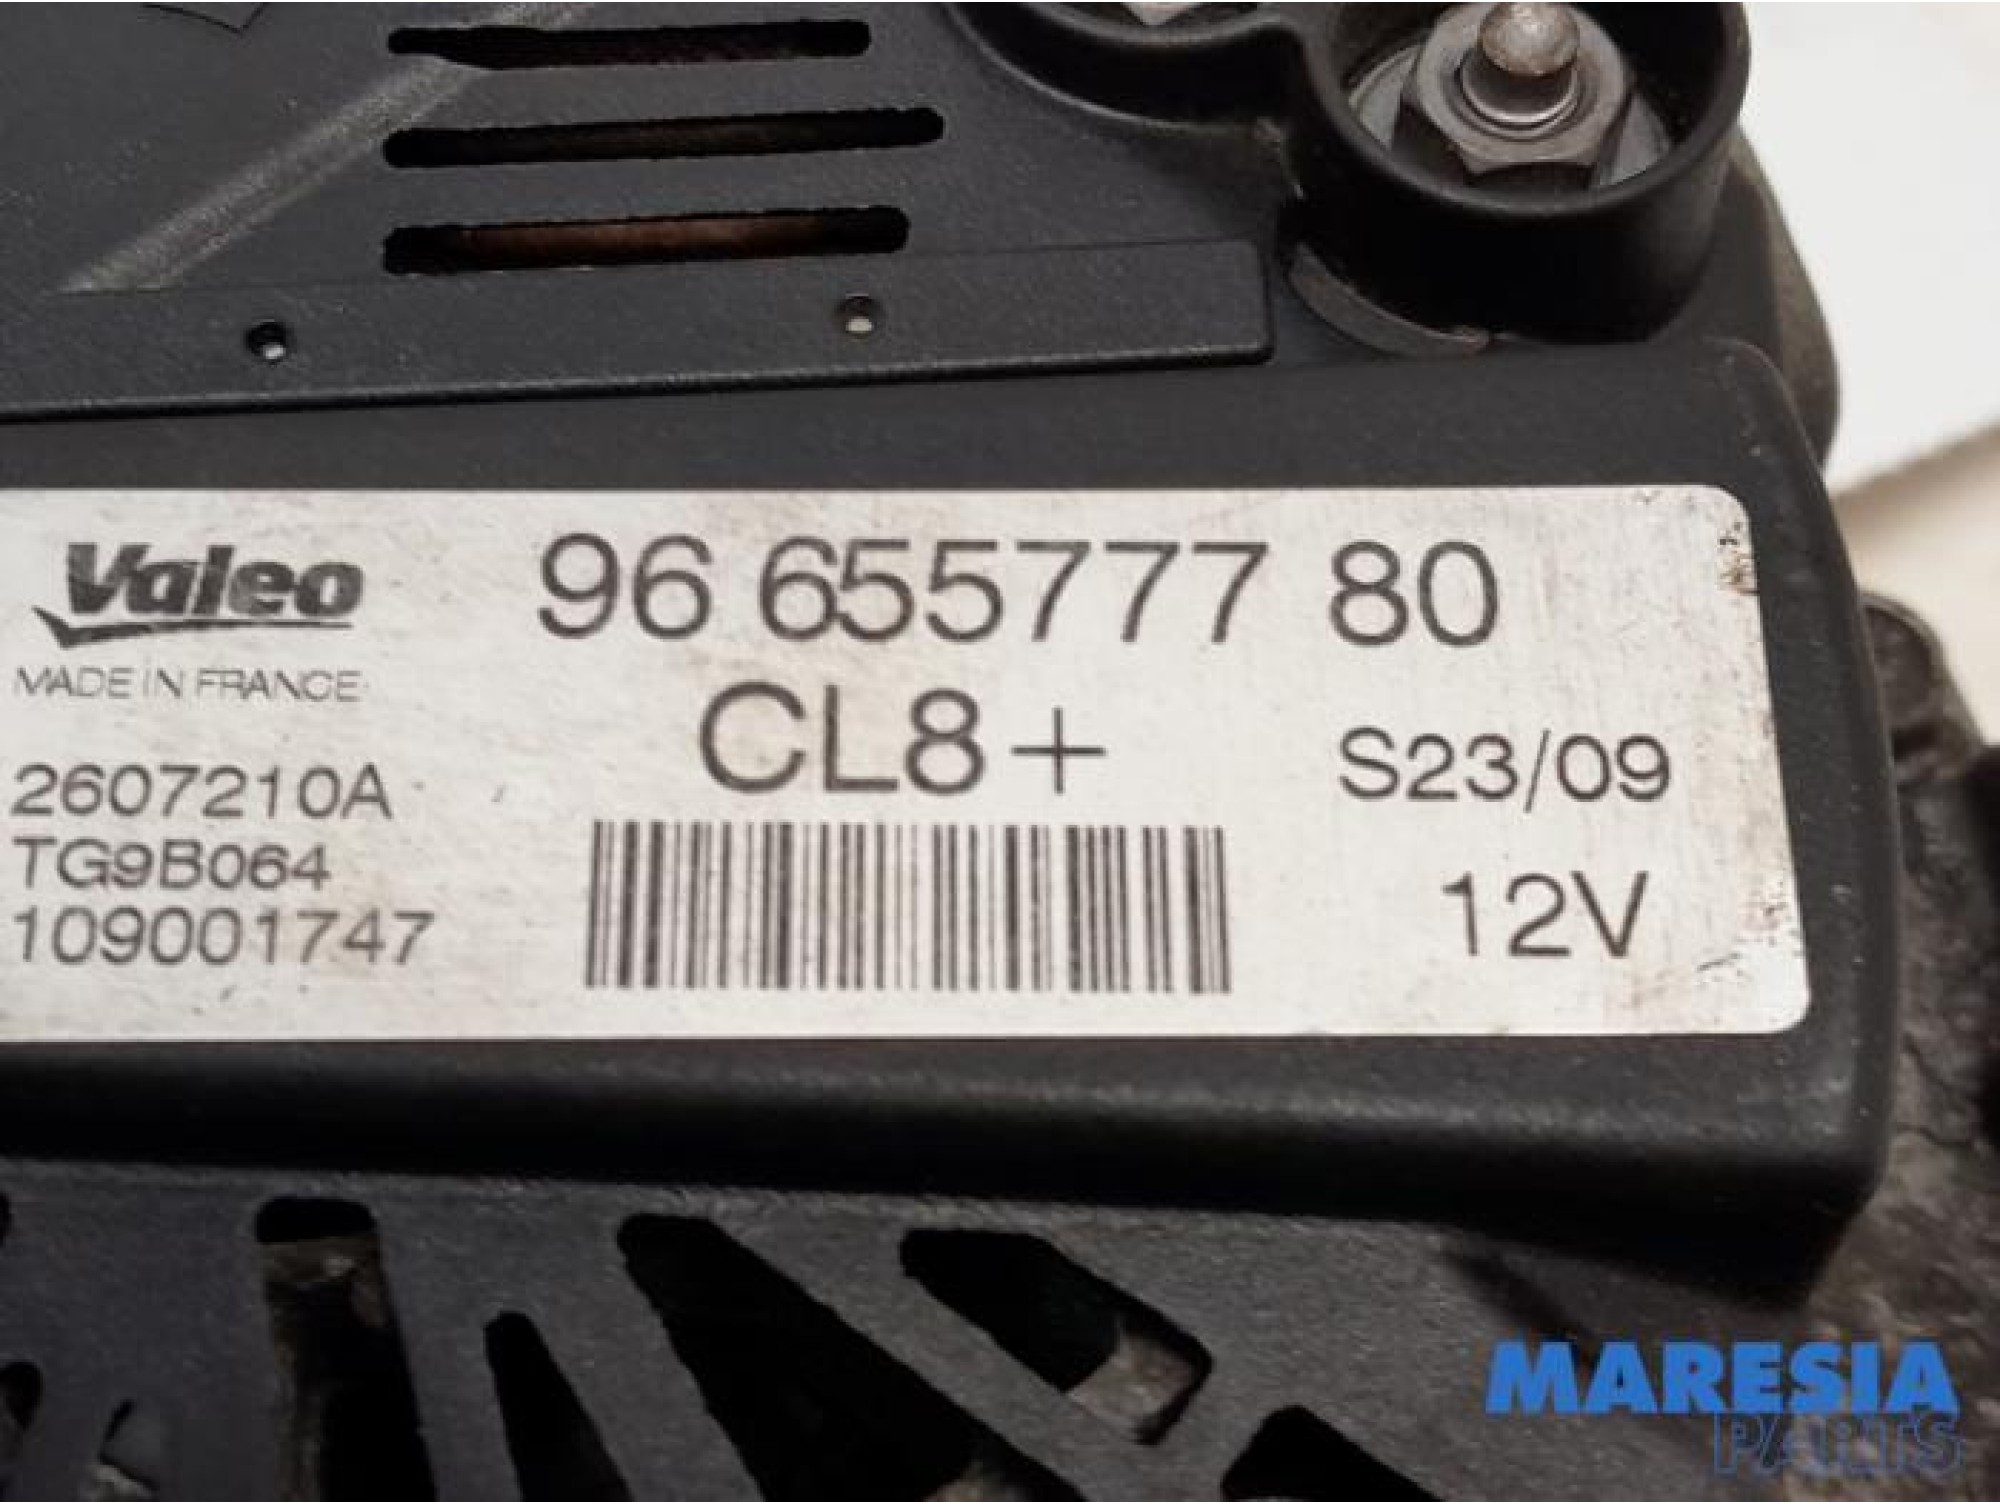 Valeo
MADE IN FRANCE
96 655777 80
CL8+
2607210A
TG9B064
109001747
S23/09
12V
MARESIA
PARTS